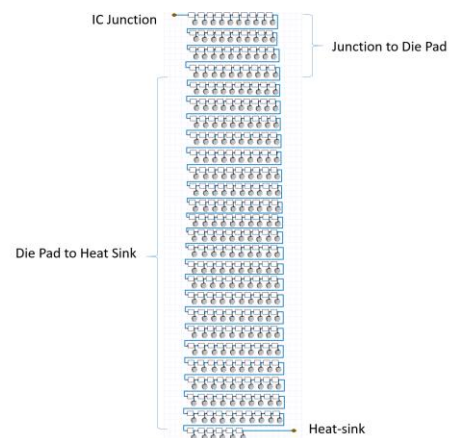 IC Junction
Junction to Die Pad
Die Pad to Heat Sink
Heat-sink